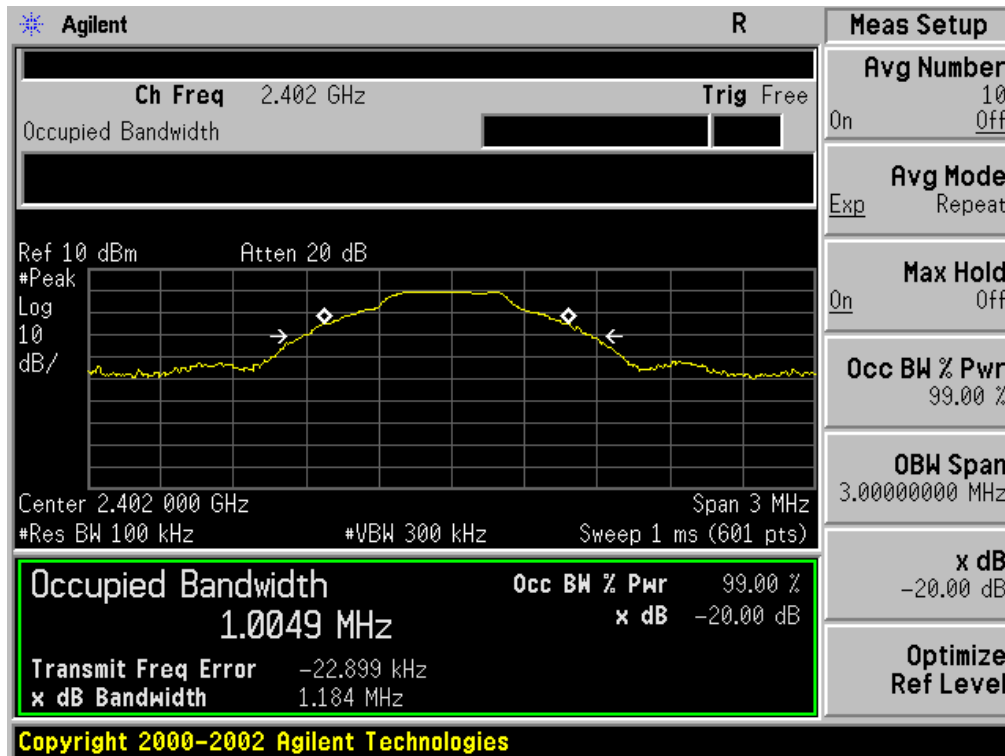 Agilent R Meas Setup
Ch Freq 2.402 GHz Trig Free
Occupied Bandwidth
Ref 10 dBm Atten 20 dB
#Peak
Log
10
dB/
Center 2.402 000 GHz Span 3 MHz
#Res BW 100 kHz #VBW 300 kHz Sweep 1 ms (601 pts)
Occupied Bandwidth Occ BW % Pwr 99.00 %
1.0049 MHz x dB -20.00 dB
Transmit Freq Error -22.899 kHz
x dB Bandwidth 1.184 MHz
Avg Number
10
On Off
Avg Mode
Exp Repeat
Max Hold
On Off
Occ BW % Pwr
99.00 %
OBW Span
3.00000000 MHz
x dB
-20.00 dB
Optimize
Ref Level
Copyright 2000-2002 Agilent Technologies